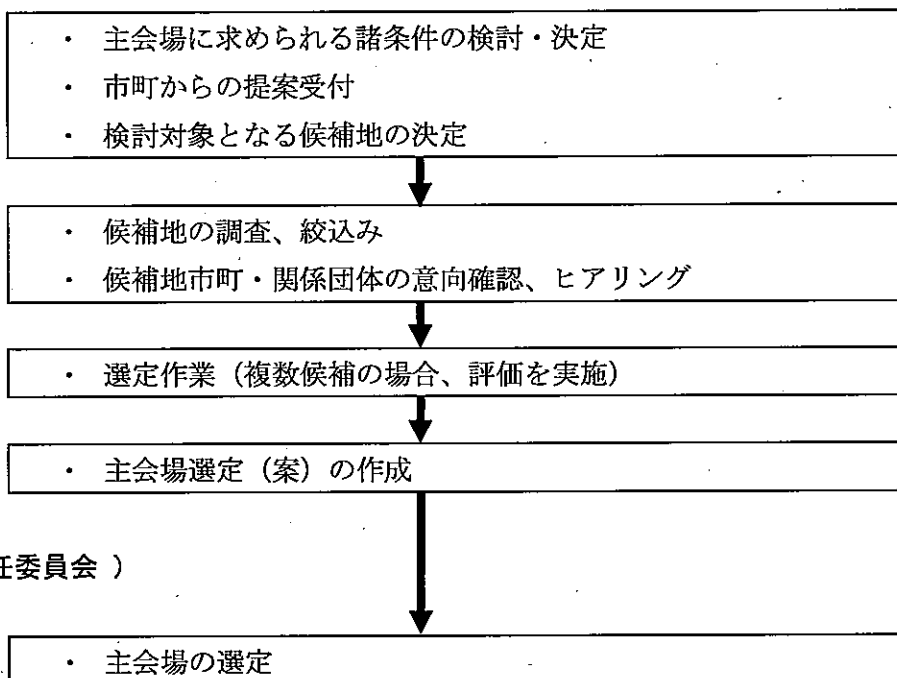 ・ 主会場に求められる諸条件の検討・決定
・ 市町からの提案受付
・ 検討対象となる候補地の決定
・ 候補地の調査、絞込み
・ 候補地市町・関係団体の意向確認、ヒアリング
・ 選定作業（複数候補の場合、評価を実施）
・ 主会場選定（案）の作成
任委員会 ）
・ 主会場の選定